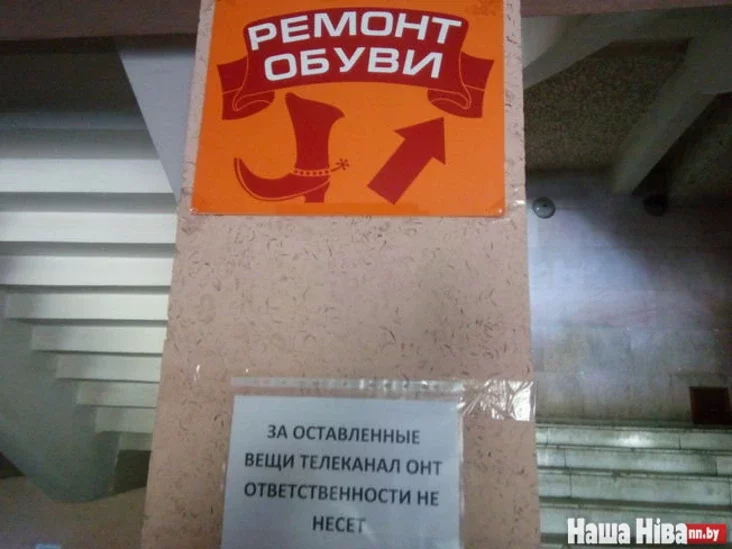 РЕМОНТ
ОБУВИ
ЗА ОСТАВЛЕННЫЕ
ВЕЩИ ТЕЛЕКАНАЛ ОНТ
ОТВЕТСТВЕННОСТИ НЕ
НЕСЕТ
Наша Ніва nn.by